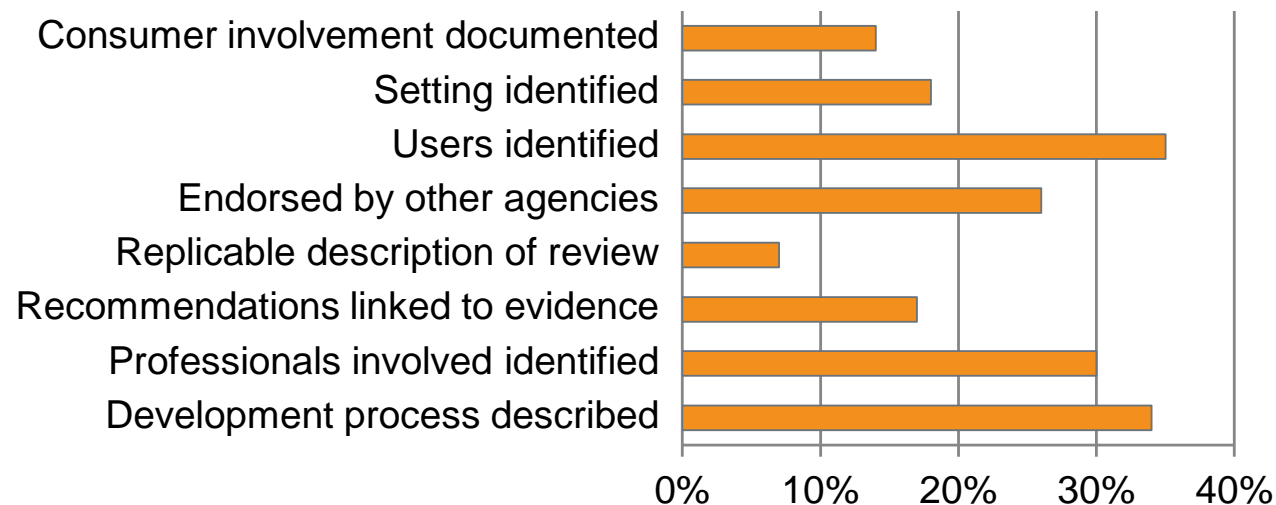 Consumer involvement documented
Setting identified
Users identified
Endorsed by other agencies
Replicable description of review
Recommendations linked to evidence
Professionals involved identified
Development process described
0% 10% 20% 30% 40%